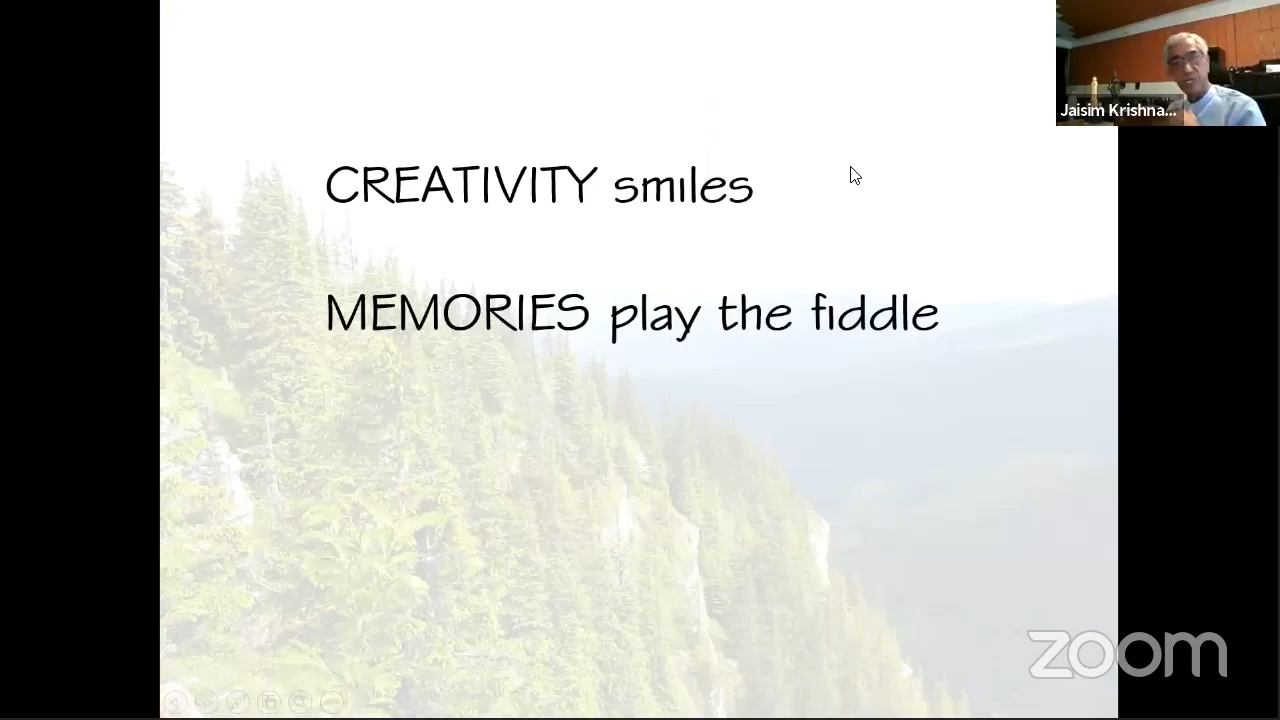 Jaisim Krishna...
CREATIVITY smiles
MEMORIES play the fiddle
zoom